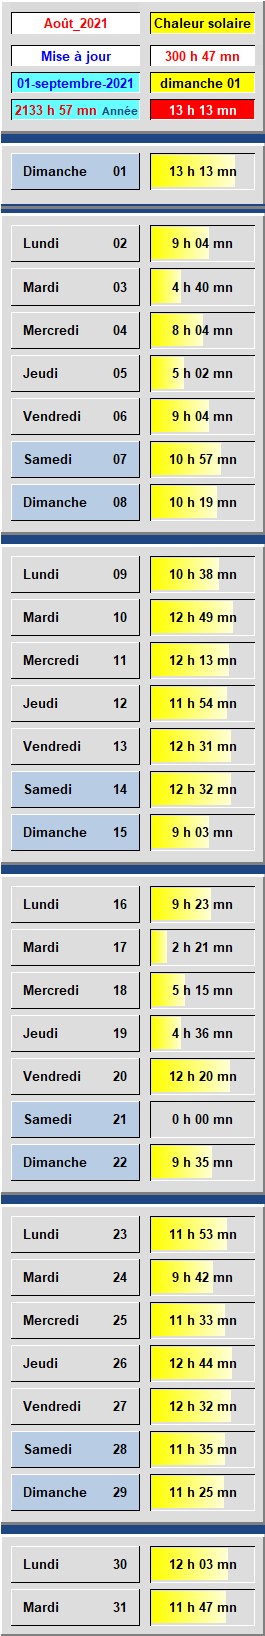 Août_2021 Chaleur solaire
Mise à jour 300 h 47 mn
01-septembre-2021 dimanche 01
2133 h 57 mn Année 13 h 13 mn
Dimanche 01 13 h 13 mn
Lundi 02 9 h 04 mn
Mardi 03 4 h 40 mn
Mercredi 04 8 h 04 mn
Jeudi 05 5 h 02 mn
Vendredi 06 9 h 04 mn
Samedi 07 10 h 57 mn
Dimanche 08 10 h 19 mn
Lundi 09 10 h 38 mn
Mardi 10 12 h 49 mn
Mercredi 11 12 h 13 mn
Jeudi 12 11 h 54 mn
Vendredi 13 12 h 31 mn
Samedi 14 12 h 32 mn
Dimanche 15 9 h 03 mn
Lundi 16 9 h 23 mn
Mardi 17 2 h 21 mn
Mercredi 18 5 h 15 mn
Jeudi 19 4 h 36 mn
Vendredi 20 12 h 20 mn
Samedi 21 0 h 00 mn
Dimanche 22 9 h 35 mn
Lundi 23 11 h 53 mn
Mardi 24 9 h 42 mn
Mercredi 25 11 h 33 mn
Jeudi 26 12 h 44 mn
Vendredi 27 12 h 32 mn
Samedi 28 11 h 35 mn
Dimanche 29 11 h 25 mn
Lundi 30 12 h 03 mn
Mardi 31 11 h 47 mn